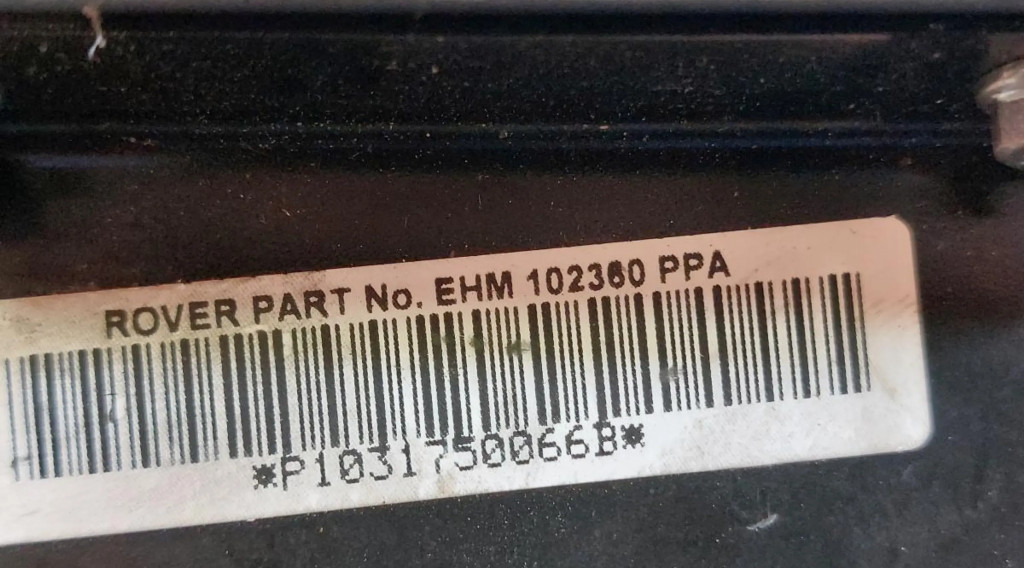 ROVER PART No. EHM 102360 PPA
*P1031750066B*